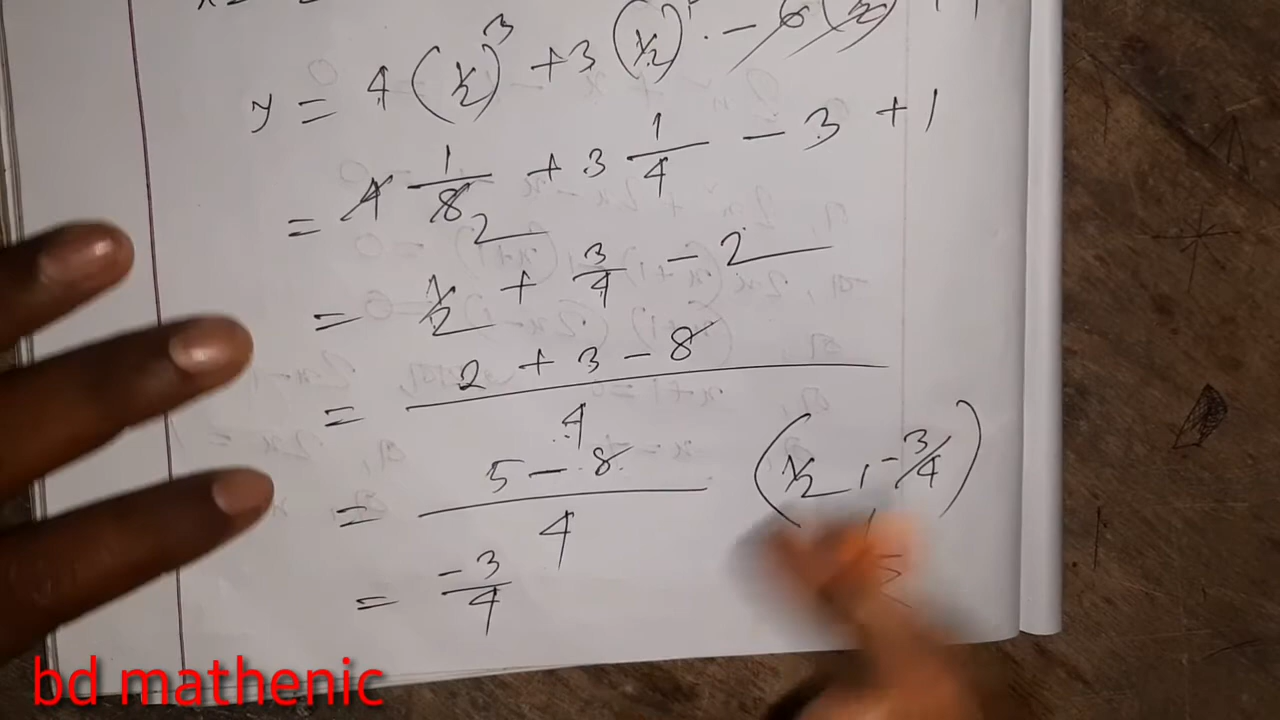 y = 4 (1/2)^3 + 3 (1/2) - 6 (1/2) + 1
= 4 1/8 + 3 1/4 - 3 + 1
2
= 1/2 + 3/4 - 2
= 2 + 3 - 8 / 4
= 5 - 8 / 4
(1/2, -3/4)
= -3/4
bd mathenic